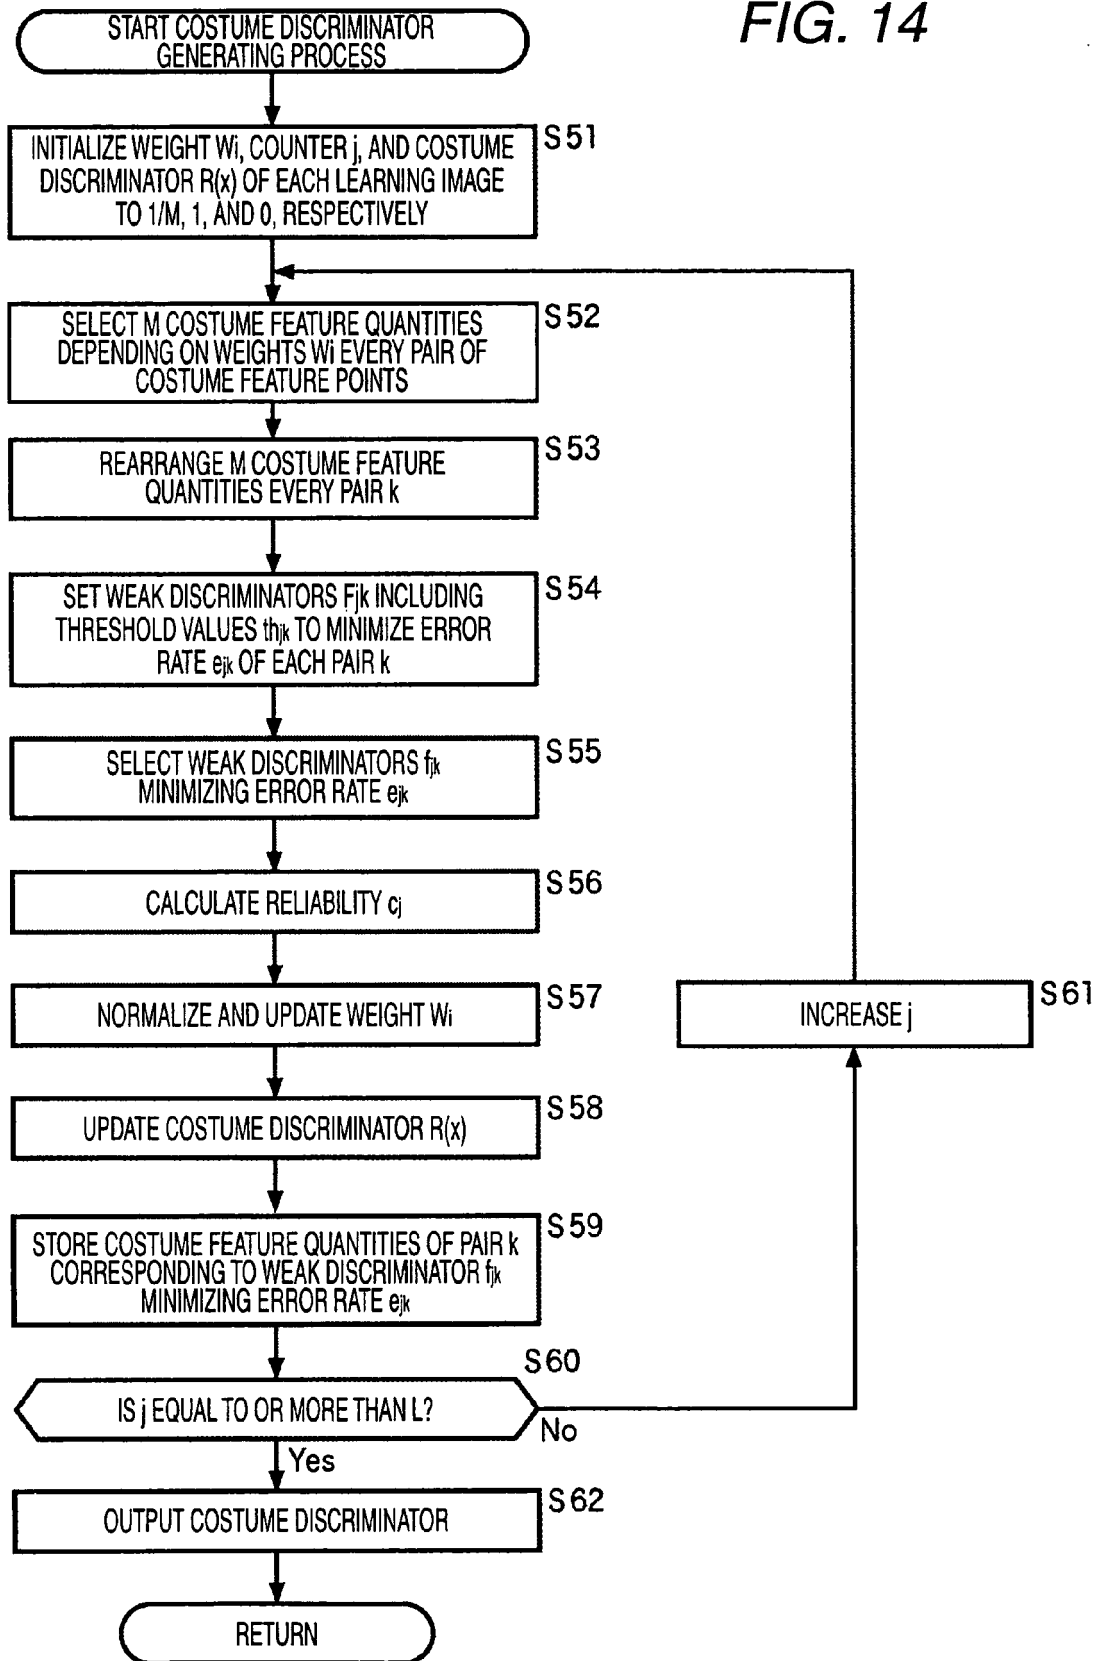 FIG. 14
START COSTUME DISCRIMINATOR
GENERATING PROCESS
S51
INITIALIZE WEIGHT Wi, COUNTER j, AND COSTUME
DISCRIMINATOR R(x) OF EACH LEARNING IMAGE
TO 1/M, 1, AND 0, RESPECTIVELY
S52
SELECT M COSTUME FEATURE QUANTITIES
DEPENDING ON WEIGHTS Wi EVERY PAIR OF
COSTUME FEATURE POINTS
S53
REARRANGE M COSTUME FEATURE
QUANTITIES EVERY PAIR k
S54
SET WEAK DISCRIMINATORS Fjk INCLUDING
THRESHOLD VALUES thjk TO MINIMIZE ERROR
RATE ejk OF EACH PAIR k
S55
SELECT WEAK DISCRIMINATORS fjk
MINIMIZING ERROR RATE ejk
S56
CALCULATE RELIABILITY cj
S57
NORMALIZE AND UPDATE WEIGHT Wi
S61
INCREASE j
S58
UPDATE COSTUME DISCRIMINATOR R(x)
S59
STORE COSTUME FEATURE QUANTITIES OF PAIR k
CORRESPONDING TO WEAK DISCRIMINATOR fjk
MINIMIZING ERROR RATE ejk
S60
IS j EQUAL TO OR MORE THAN L?
No
Yes
S62
OUTPUT COSTUME DISCRIMINATOR
RETURN